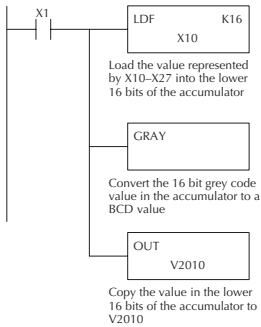 X1
LDF K16
X10
Load the value represented
by X10–X27 into the lower
16 bits of the accumulator
GRAY
Convert the 16 bit grey code
value in the accumulator to a
BCD value
OUT
V2010
Copy the value in the lower
16 bits of the accumulator to
V2010